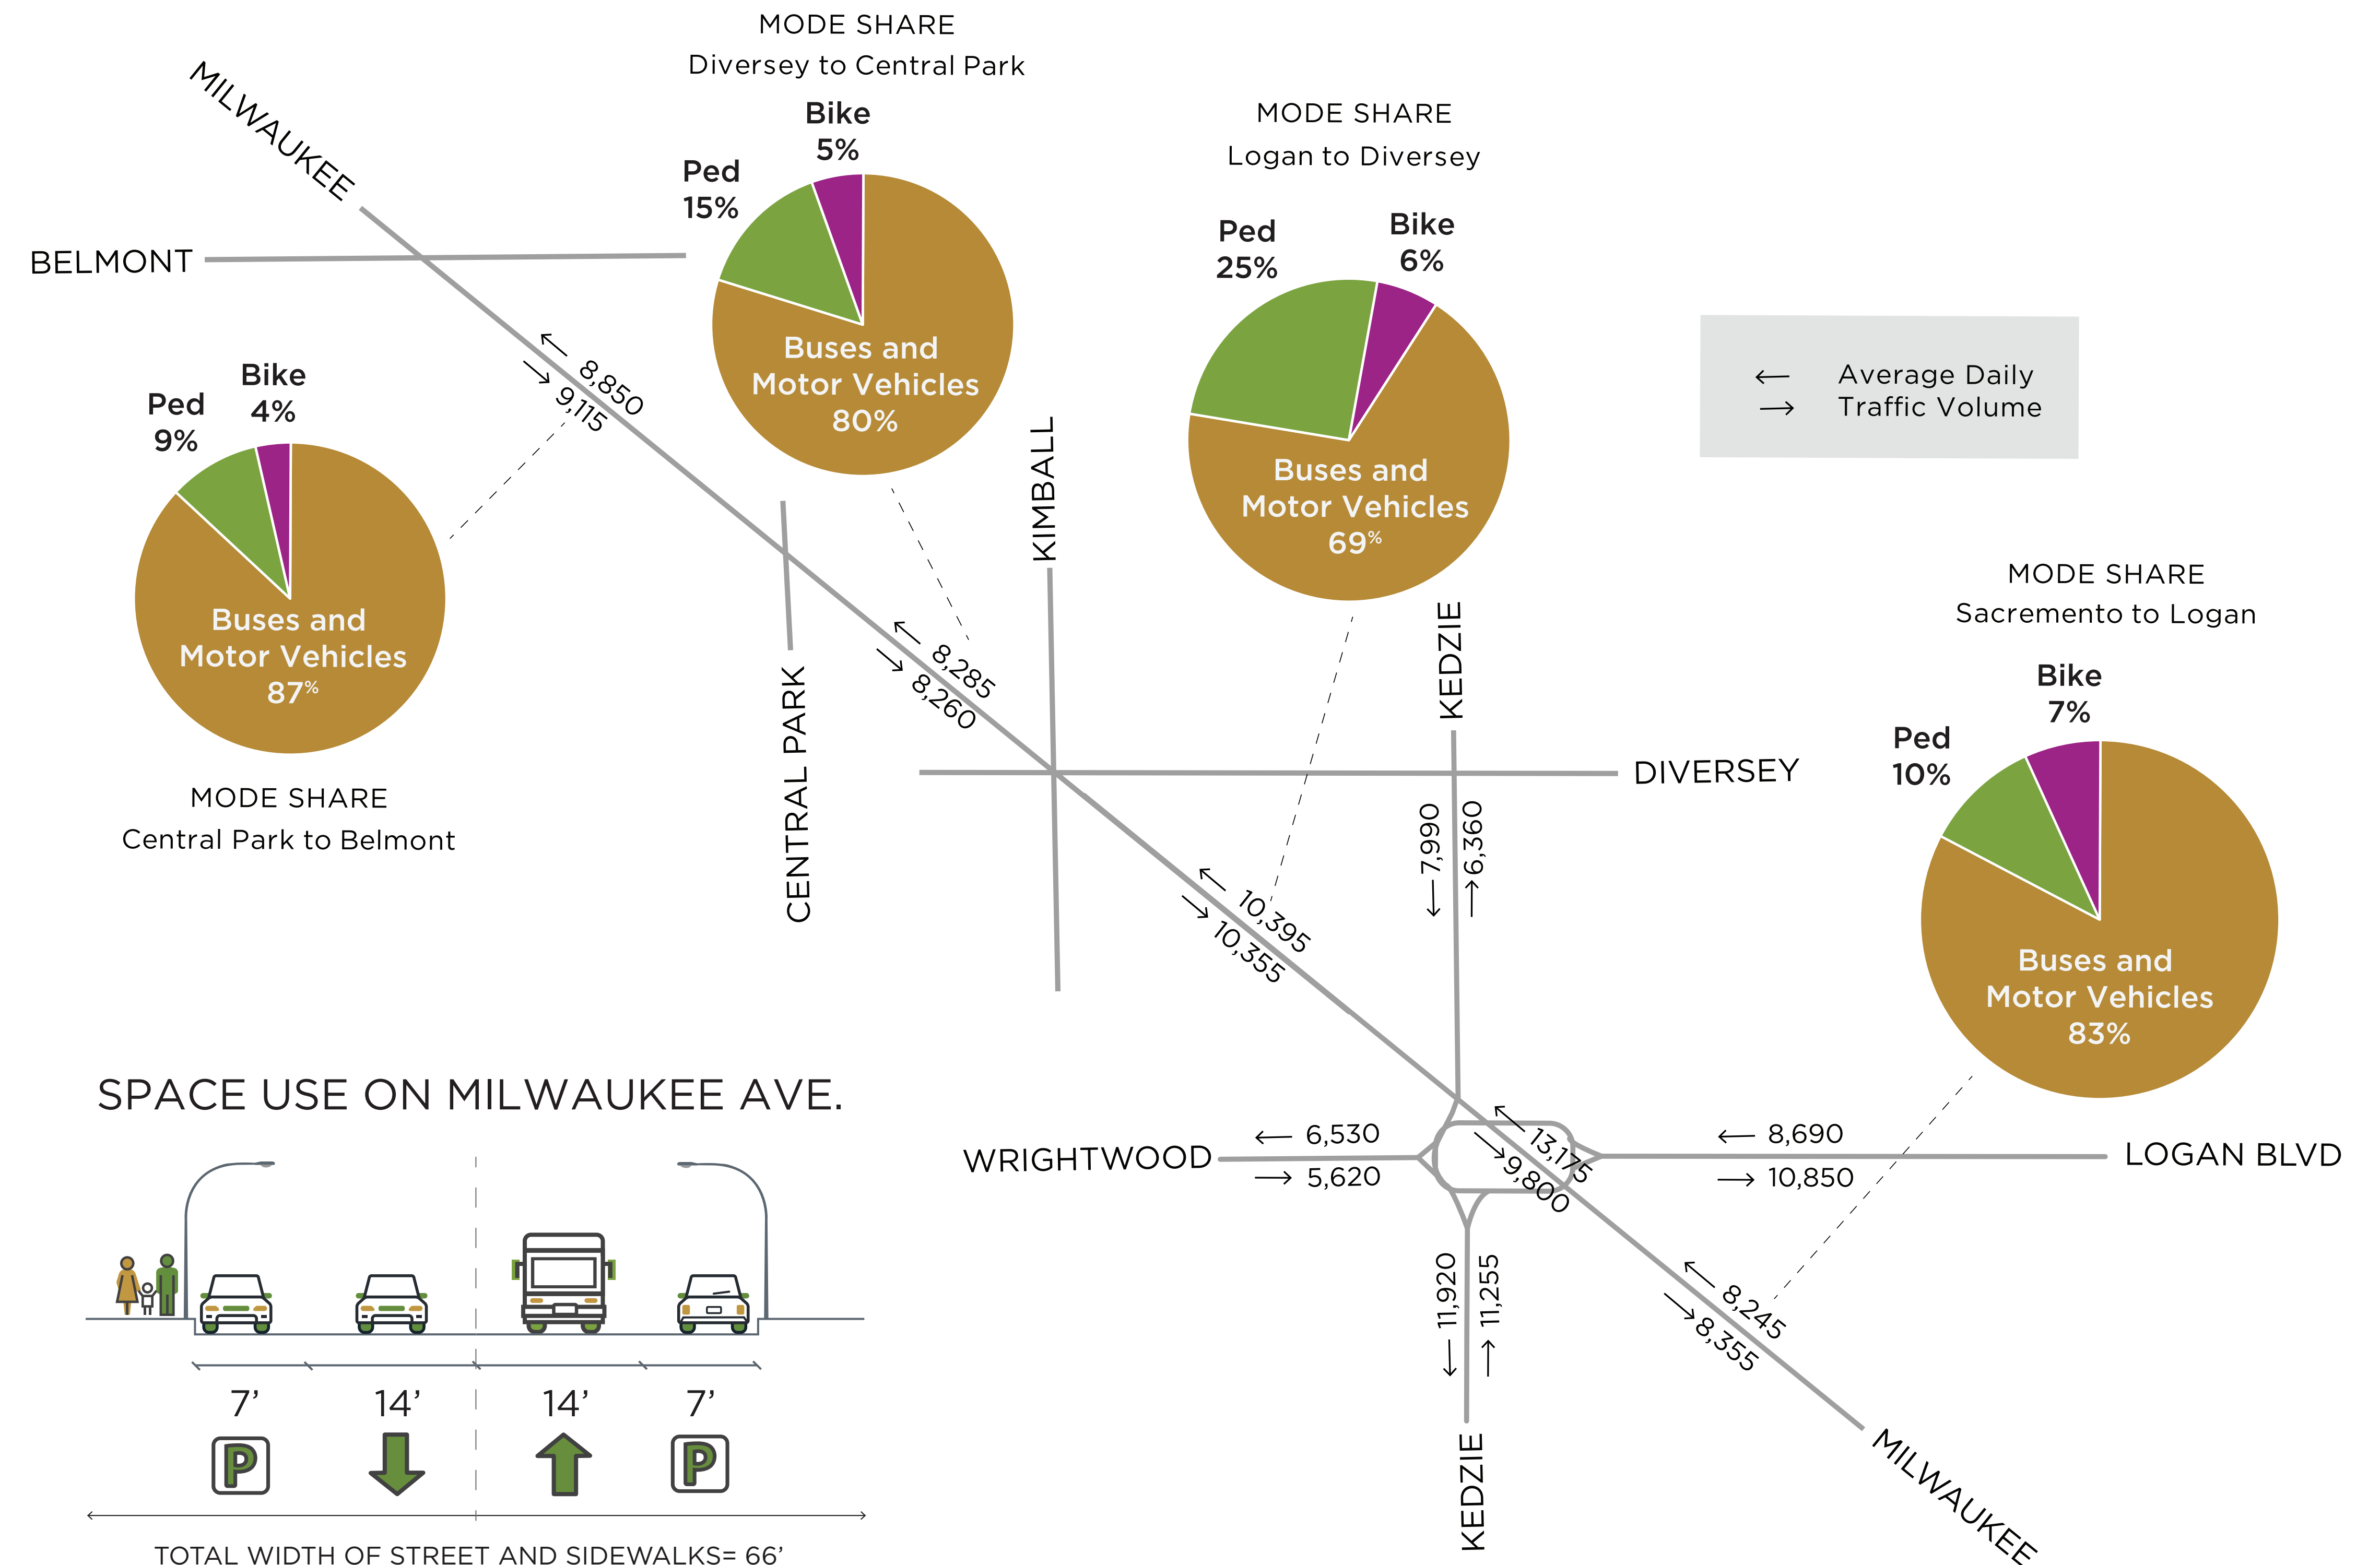 MODE SHARE
Diversey to Central Park
Bike
5%
Ped
15%
Buses and
Motor Vehicles
80%
MILWAUKEE
BELMONT
MODE SHARE
Logan to Diversey
Ped
25%
Bike
6%
Buses and
Motor Vehicles
69%
← Average Daily
→ Traffic Volume
← 8,850
→ 9,115
Bike
4%
Ped
9%
Buses and
Motor Vehicles
87%
MODE SHARE
Central Park to Belmont
KIMBALL
CENTRAL PARK
← 8,285
→ 8,260
KEDZIE
DIVERSEY
← 7,990
→ 6,360
← 10,395
→ 10,355
MODE SHARE
Sacremento to Logan
Bike
7%
Ped
10%
Buses and
Motor Vehicles
83%
WRIGHTWOOD
← 6,530
→ 5,620
← 13,175
→ 9,800
← 8,690
→ 10,850
LOGAN BLVD
← 11,920
→ 11,255
KEDZIE
← 8,245
→ 8,355
MILWAUKEE
SPACE USE ON MILWAUKEE AVE.
7’ 14’ 14’ 7’
P P
TOTAL WIDTH OF STREET AND SIDEWALKS= 66’